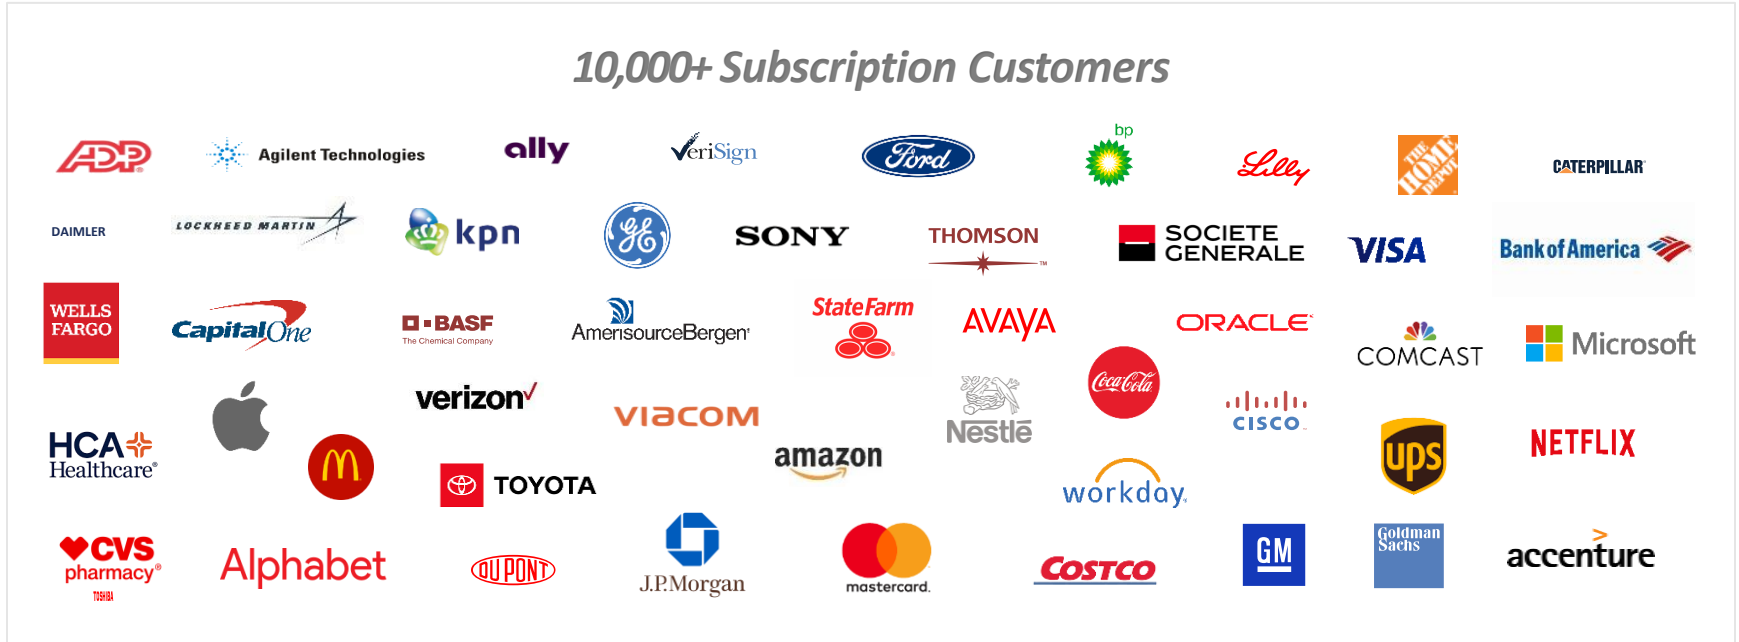 10,000+ Subscription Customers
ADP
Agilent Technologies
ally
VeriSign
Ford
bp
Lilly
THE
HOME
DEPOT
CATERPILLAR
DAIMLER
LOCKHEED MARTIN
kpn
GE
SONY
THOMSON
TM
SOCIETE
GENERALE
VISA
Bank of America
WELLS
FARGO
CapitalOne
BASF
The Chemical Company
AmerisourceBergen
State Farm
AVAYA
ORACLE
COMCAST
Microsoft
verizon
VIACOM
Nestlé
Coca-Cola
CISCO
HCA
Healthcare®
M
TOYOTA
amazon
workday
ups
NETFLIX
CVS
pharmacy®
TOSHIBA
Alphabet
DUPONT
J.P.Morgan
mastercard.
COSTCO
GM
Goldman
Sachs
accenture